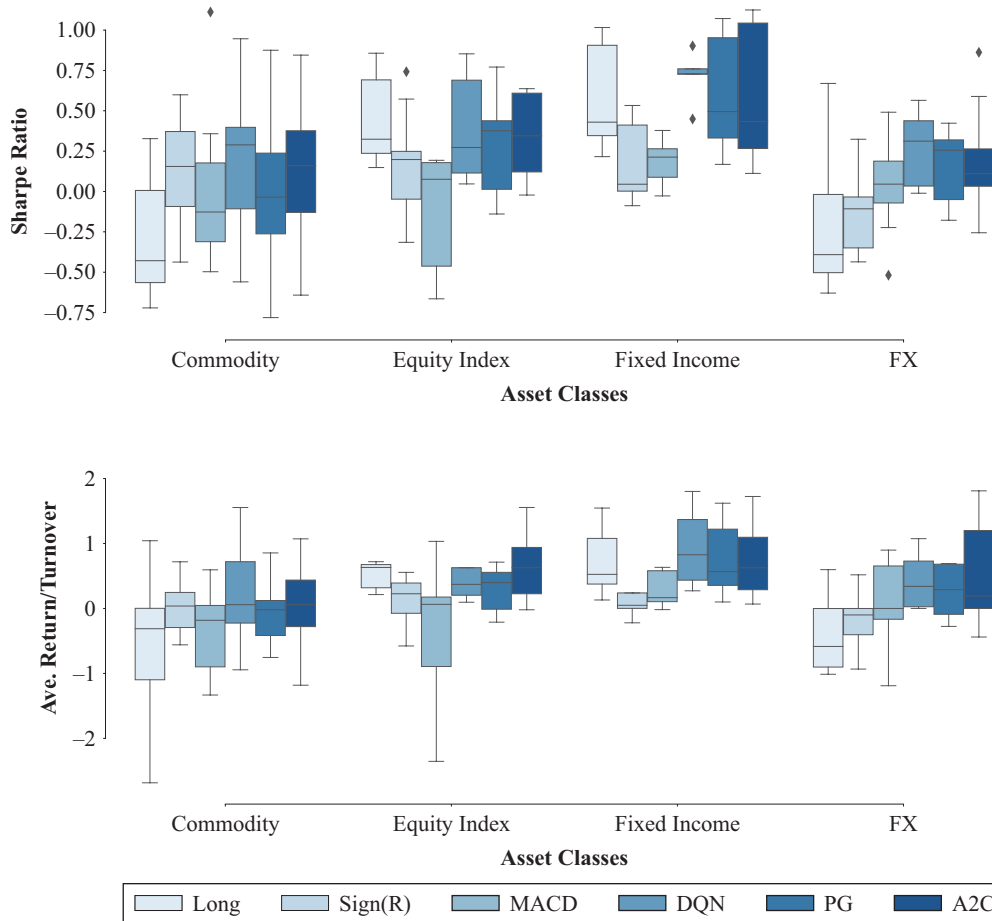 Sharpe Ratio
1.00
0.75
0.50
0.25
0.00
–0.25
–0.50
–0.75
Commodity Equity Index Fixed Income FX
Asset Classes
Ave. Return/Turnover
2
1
0
–1
–2
Commodity Equity Index Fixed Income FX
Asset Classes
Long Sign(R) MACD DQN PG A2C